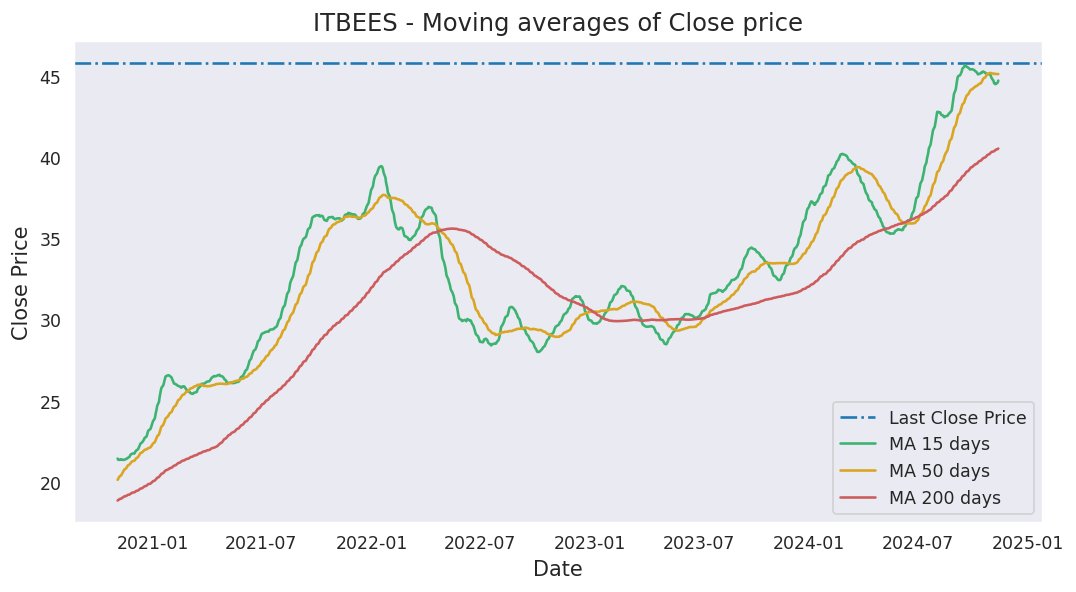 ITBEES - Moving averages of Close price
Close Price
45
40
35
30
25
20
Last Close Price
MA 15 days
MA 50 days
MA 200 days
2021-01 2021-07 2022-01 2022-07 2023-01 2023-07 2024-01 2024-07 2025-01
Date